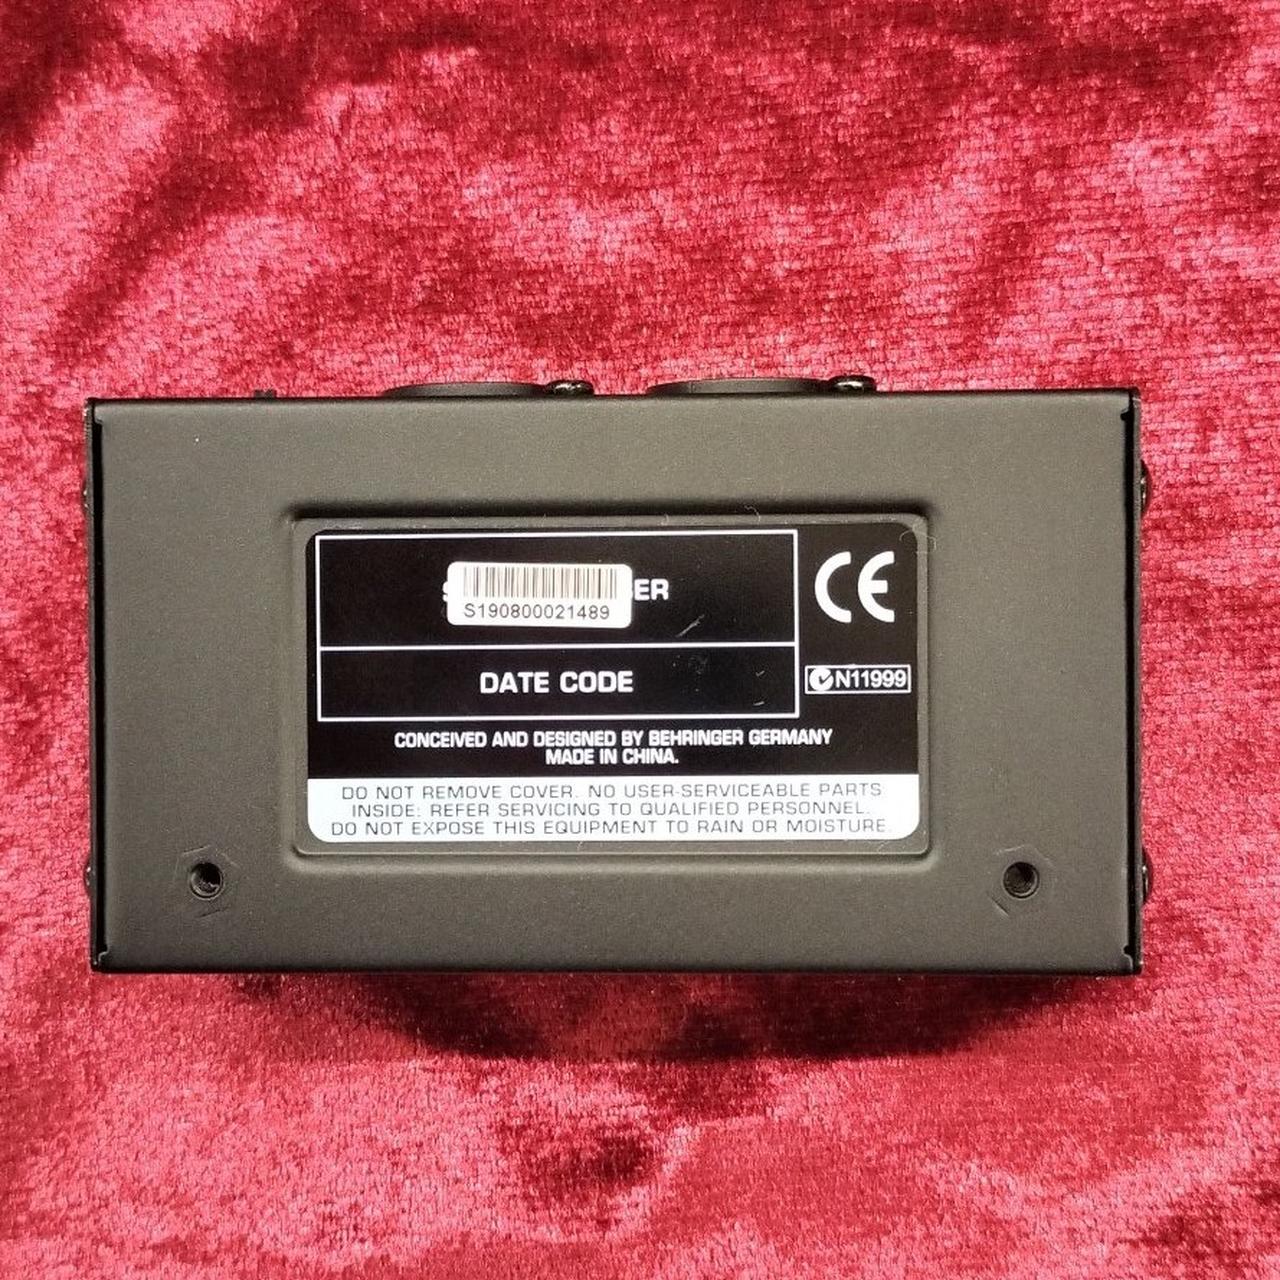 S190800021489
CE
DATE CODE
N11999
CONCEIVED AND DESIGNED BY BEHRINGER GERMANY
MADE IN CHINA.
DO NOT REMOVE COVER. NO USER-SERVICEABLE PARTS
INSIDE: REFER SERVICING TO QUALIFIED PERSONNEL.
DO NOT EXPOSE THIS EQUIPMENT TO RAIN OR MOISTURE.